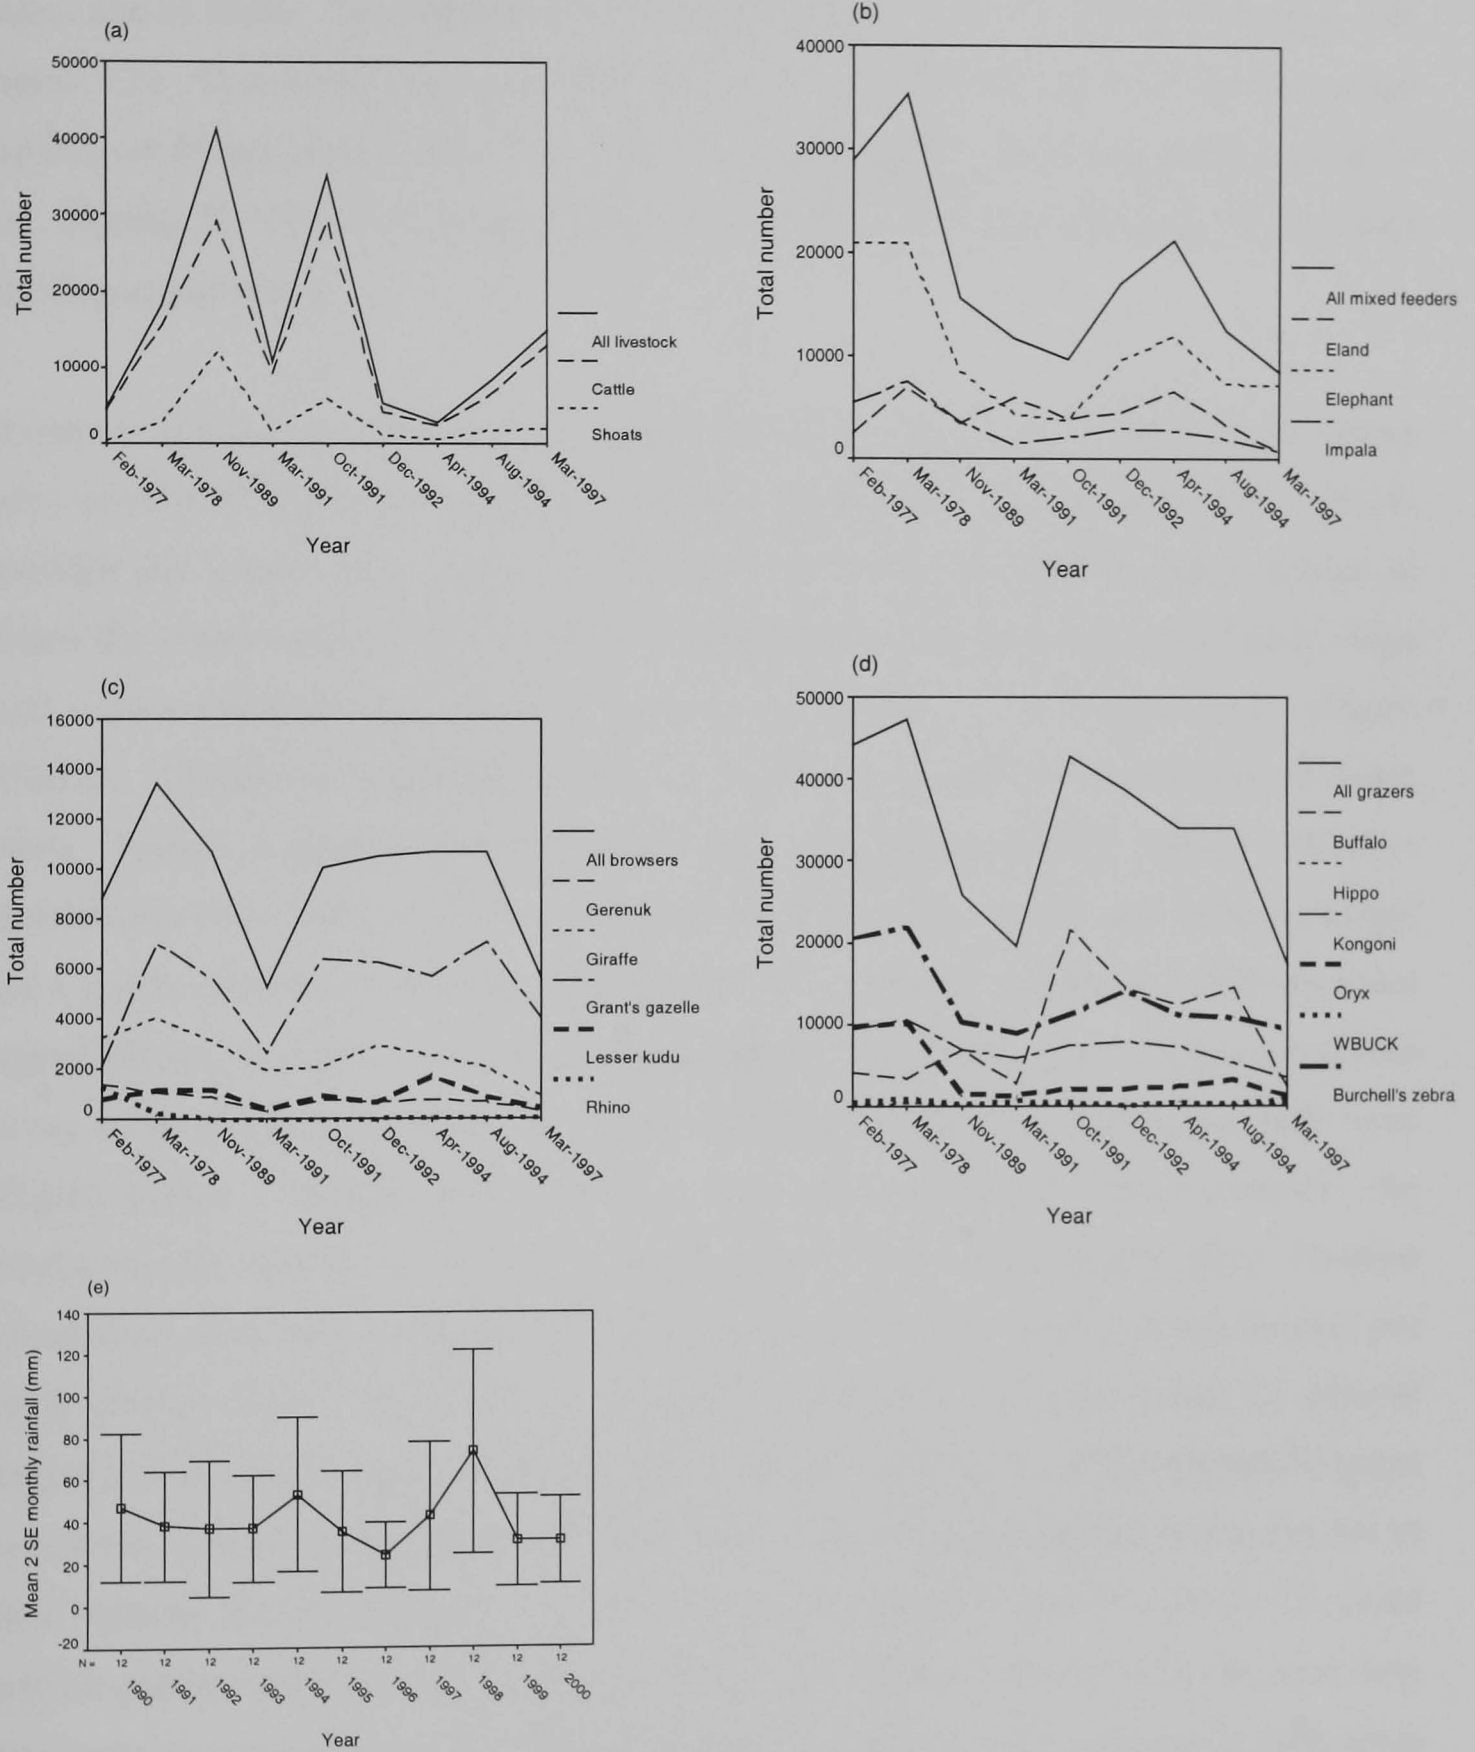 (a)
50000
40000
30000
20000
10000
0
Total number
Feb-1977
Mar-1978
Nov-1989
Mar-1991
Oct-1991
Dec-1992
Apr-1994
Aug-1994
Mar-1997
Year
All livestock
Cattle
Shoats
(b)
40000
30000
20000
10000
0
Total number
Feb-1977
Mar-1978
Nov-1989
Mar-1991
Oct-1991
Dec-1992
Apr-1994
Aug-1994
Mar-1997
Year
All mixed feeders
Eland
Elephant
Impala
(c)
16000
14000
12000
10000
8000
6000
4000
2000
0
Total number
Feb-1977
Mar-1978
Nov-1989
Mar-1991
Oct-1991
Dec-1992
Apr-1994
Aug-1994
Mar-1997
Year
All browsers
Gerenuk
Giraffe
Grant's gazelle
Lesser kudu
Rhino
(d)
50000
40000
30000
20000
10000
0
Total number
Feb-1977
Mar-1978
Nov-1989
Mar-1991
Oct-1991
Dec-1992
Apr-1994
Aug-1994
Mar-1997
Year
All grazers
Buffalo
Hippo
Kongoni
Oryx
WBUCK
Burchell's zebra
(e)
140
120
100
80
60
40
20
0
-20
Mean 2 SE monthly rainfall (mm)
N = 12 12 12 12 12 12 12 12 12 12 12
1990 1991 1992 1993 1994 1995 1996 1997 1998 1999 2000
Year